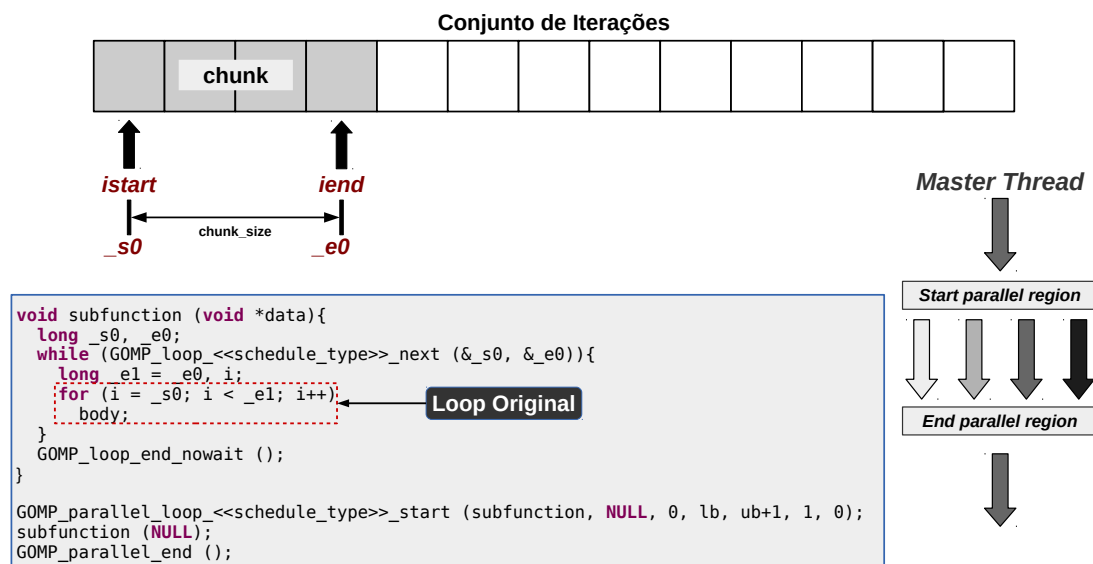 Conjunto de Iterações
chunk
istart
iend
chunk_size
_s0
_e0
Master Thread
Start parallel region
End parallel region
void subfunction (void *data){
  long _s0, _e0;
  while (GOMP_loop_<<schedule_type>>_next (&_s0, &_e0)){
    long _e1 = _e0, i;
    for (i = _s0; i < _e1; i++)
      body;
  }
  GOMP_loop_end_nowait ();
}
Loop Original
GOMP_parallel_loop_<<schedule_type>>_start (subfunction, NULL, 0, lb, ub+1, 1, 0);
subfunction (NULL);
GOMP_parallel_end ();